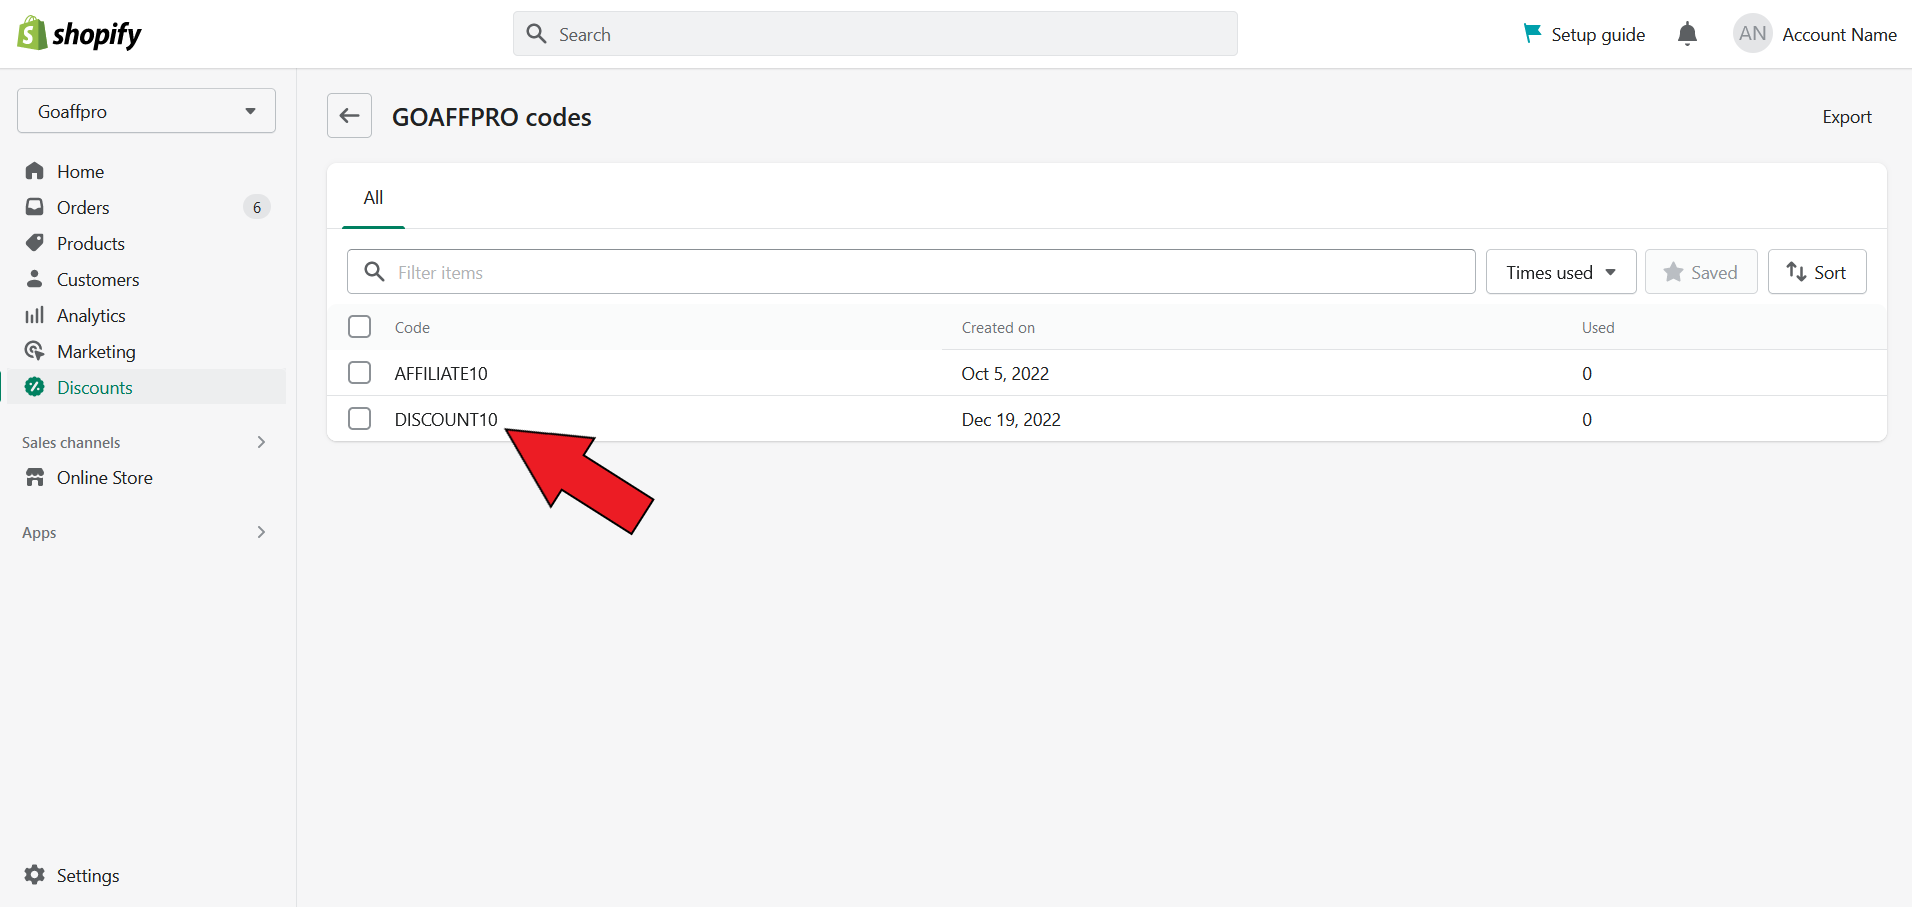 shopify
Search
Setup guide
AN
Account Name
Goaffpro
Home
Orders 6
Products
Customers
Analytics
Marketing
Discounts
Sales channels
Online Store
Apps
Settings
GOAFFPRO codes
Export
All
Filter items
Times used
Saved
Sort
Code Created on Used
AFFILIATE10 Oct 5, 2022 0
DISCOUNT10 Dec 19, 2022 0